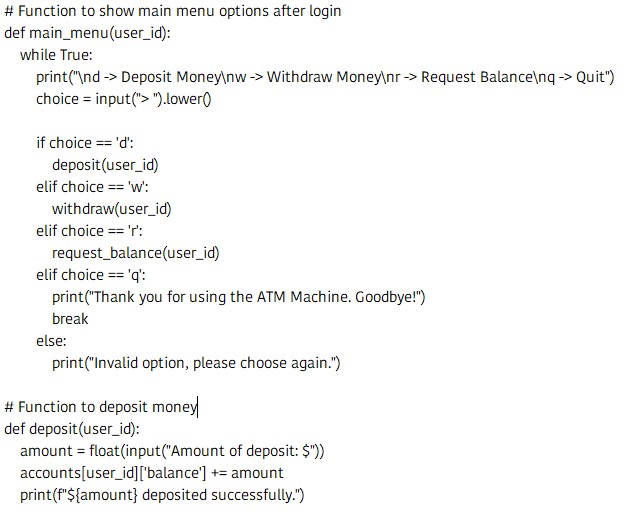 # Function to show main menu options after login
def main_menu(user_id):
    while True:
        print("\nd -> Deposit Money\nw -> Withdraw Money\nr -> Request Balance\nq -> Quit")
        choice = input("> ").lower()

        if choice == 'd':
            deposit(user_id)
        elif choice == 'w':
            withdraw(user_id)
        elif choice == 'r':
            request_balance(user_id)
        elif choice == 'q':
            print("Thank you for using the ATM Machine. Goodbye!")
            break
        else:
            print("Invalid option, please choose again.")

# Function to deposit money
def deposit(user_id):
    amount = float(input("Amount of deposit: $"))
    accounts[user_id]['balance'] += amount
    print(f"${amount} deposited successfully.")